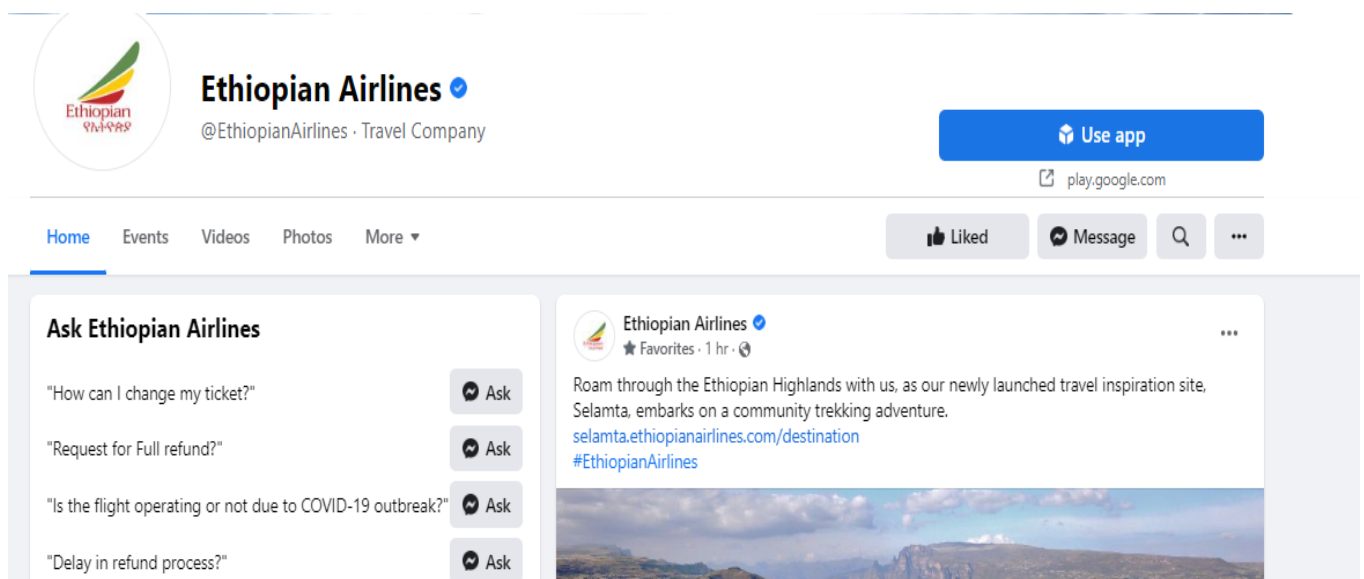 Ethiopian
የኢትዮጵያ
Ethiopian Airlines
@EthiopianAirlines · Travel Company
Use app
play.google.com
Home Events Videos Photos More
Liked Message
Ask Ethiopian Airlines
"How can I change my ticket?" Ask
"Request for Full refund?" Ask
"Is the flight operating or not due to COVID-19 outbreak?" Ask
"Delay in refund process?" Ask
Ethiopian Airlines
Favorites · 1 hr ·
Roam through the Ethiopian Highlands with us, as our newly launched travel inspiration site,
Selamta, embarks on a community trekking adventure.
selamta.ethiopianairlines.com/destination
#EthiopianAirlines